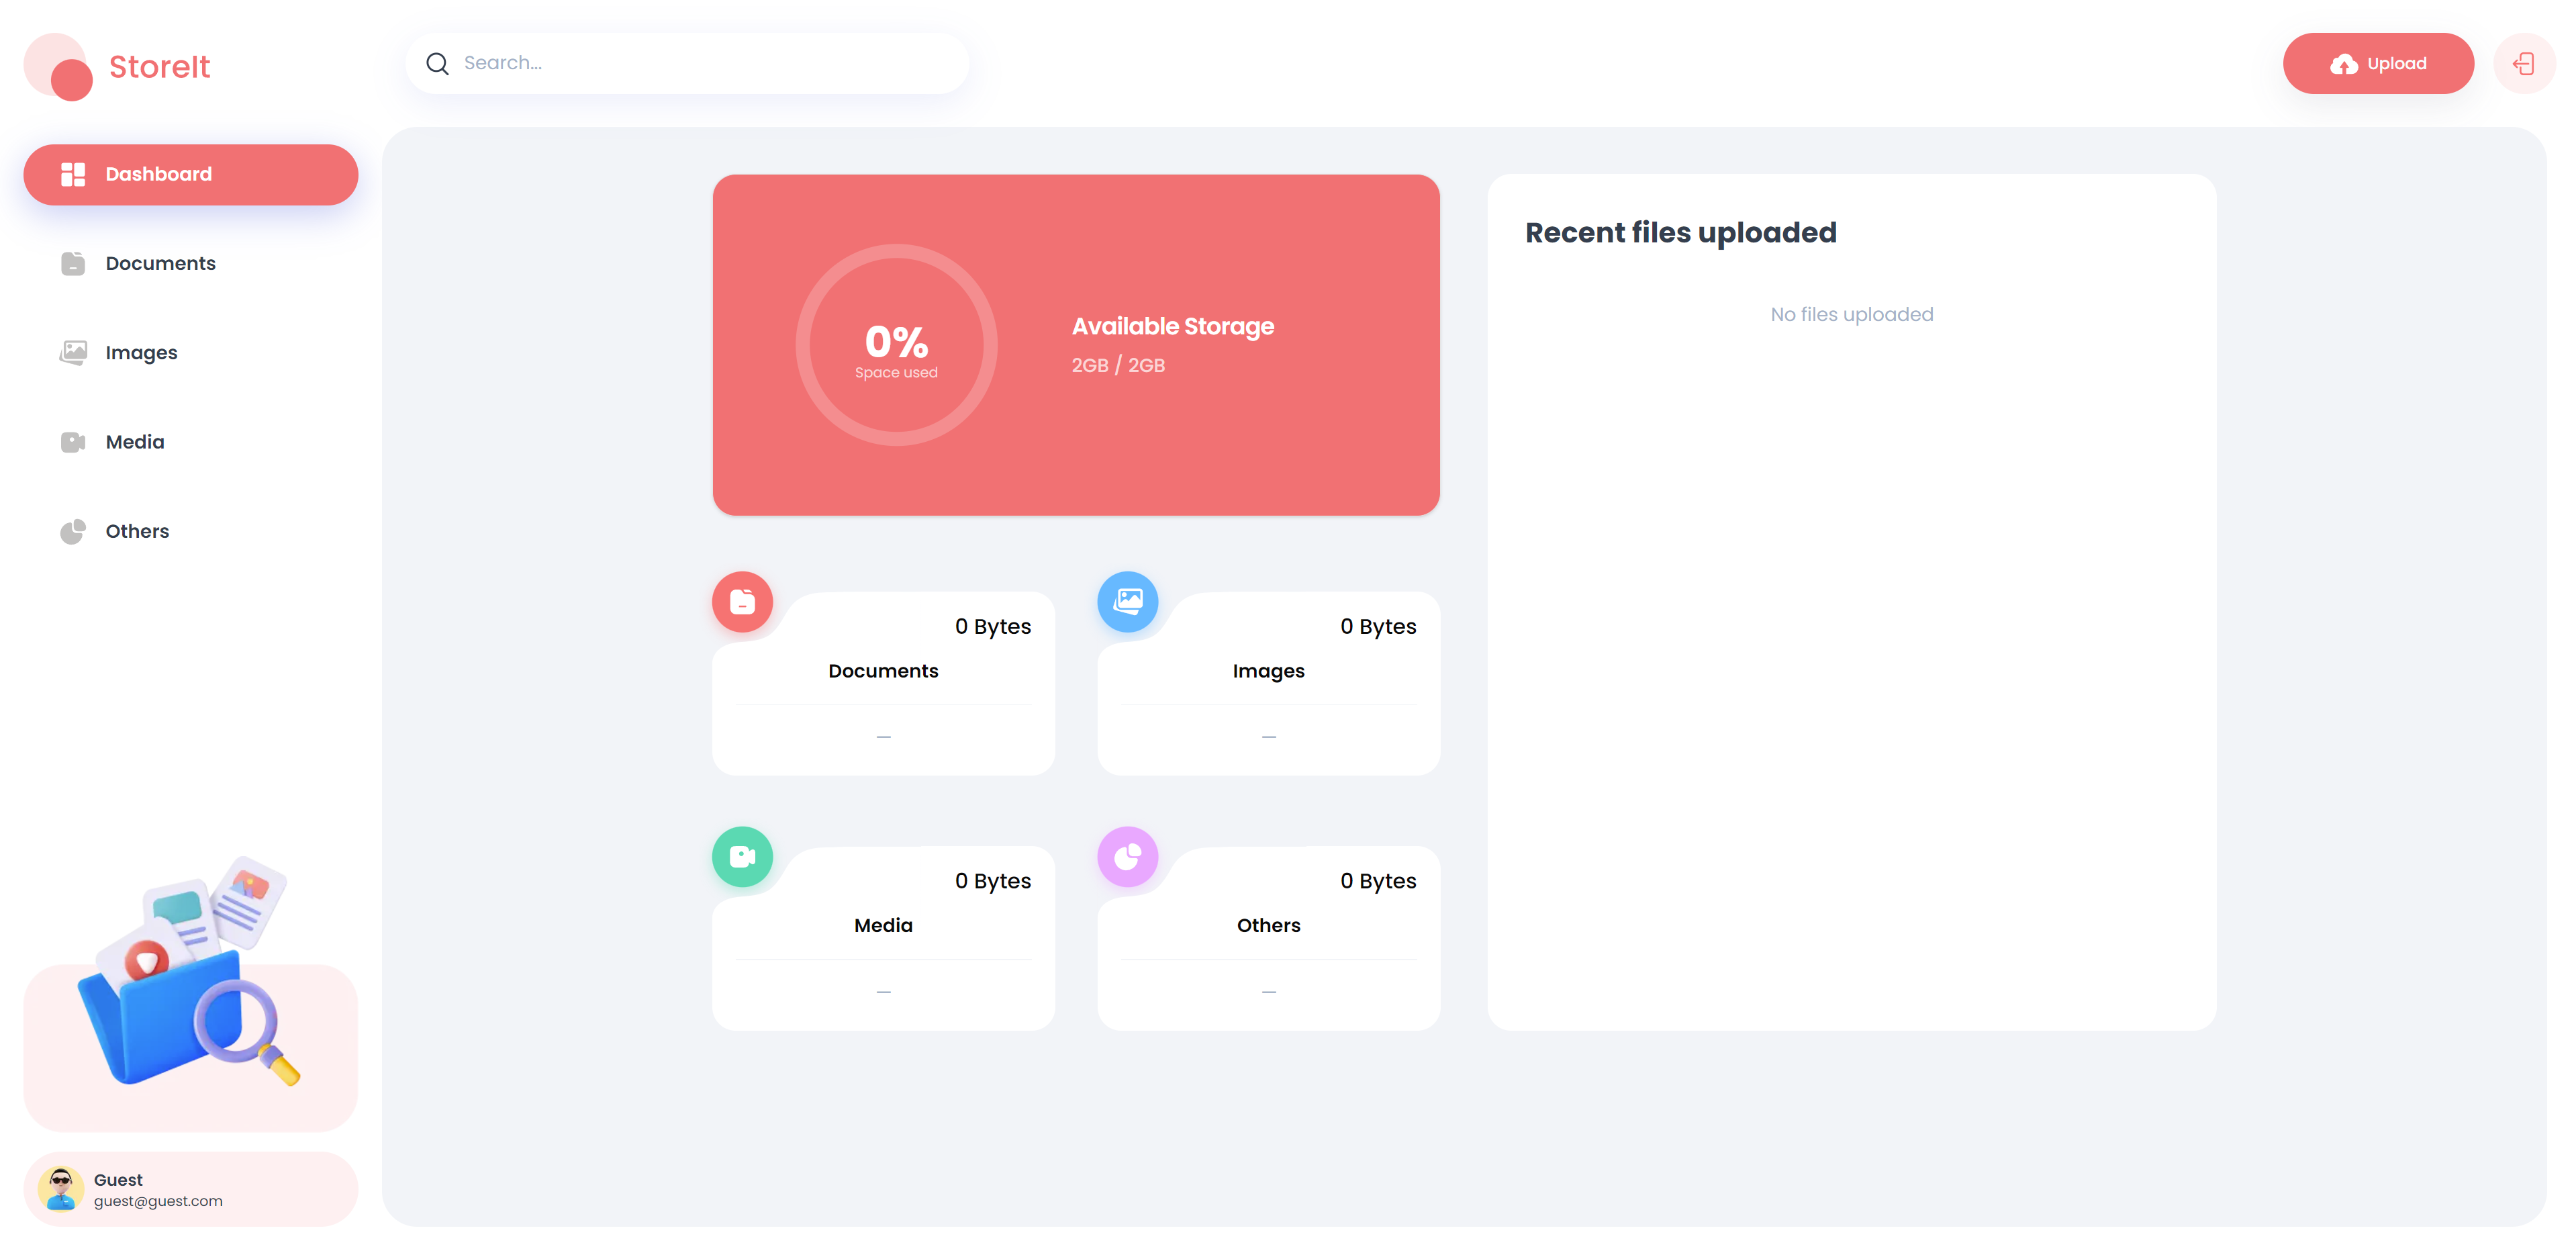 StoreIt
Search...
Upload
Dashboard
Documents
Images
Media
Others
Guest
guest@guest.com
0%
Space used
Available Storage
2GB / 2GB
0 Bytes
Documents
—
0 Bytes
Images
—
0 Bytes
Media
—
0 Bytes
Others
—
Recent files uploaded
No files uploaded